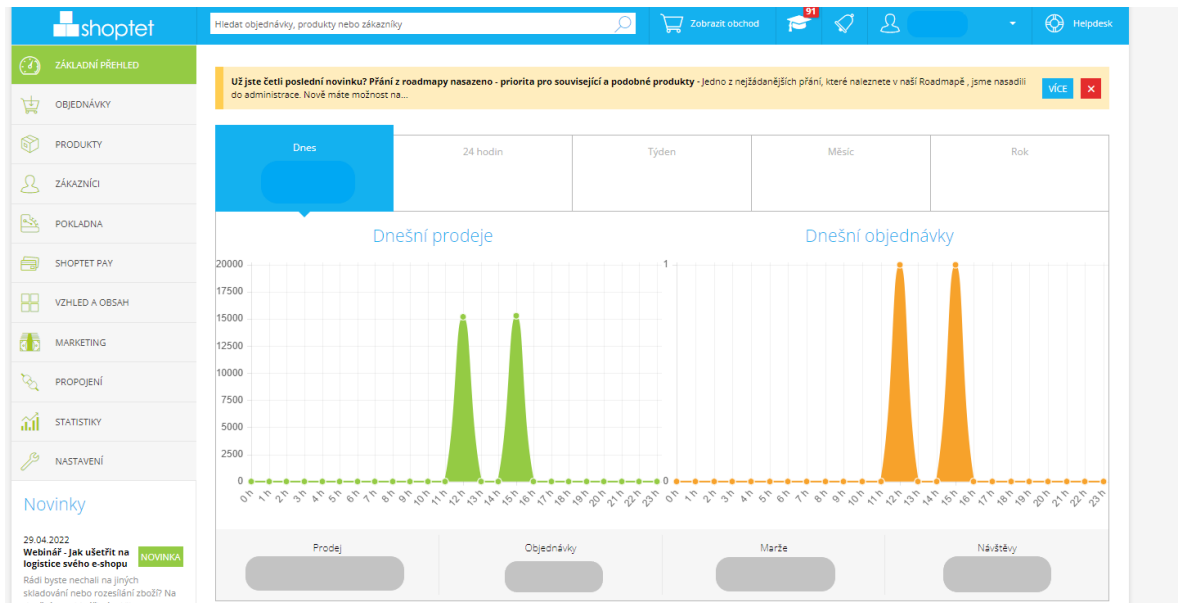 shoptet
Hledat objednávky, produkty nebo zákazníky
Zobrazit obchod
91
Helpdesk
ZÁKLADNÍ PŘEHLED
OBJEDNÁVKY
PRODUKTY
ZÁKAZNÍCI
POKLADNA
SHOPTET PAY
VZHLED A OBSAH
MARKETING
PROPOJENÍ
STATISTIKY
NASTAVENÍ
Novinky
29.04.2022
Webinář - Jak ušetřit na
logistice svého e-shopu
NOVINKA
Rádi byste nechali na jiných
skladování nebo rozesílání zboží? Na
Už jste četli poslední novinku? Přání z roadmapy nasazeno - priorita pro související a podobné produkty - Jedno z nejžádanějších přání, které naleznete v naší Roadmapě , jsme nasadili
do administrace. Nově máte možnost na...
VÍCE
Dnes
24 hodin
Týden
Měsíc
Rok
Dnešní prodeje
20000
17500
15000
12500
10000
7500
5000
2500
0
0 h 1 h 2 h 3 h 4 h 5 h 6 h 7 h 8 h 9 h 10 h 11 h 12 h 13 h 14 h 15 h 16 h 17 h 18 h 19 h 20 h 21 h 22 h 23 h
Dnešní objednávky
1
0
0 h 1 h 2 h 3 h 4 h 5 h 6 h 7 h 8 h 9 h 10 h 11 h 12 h 13 h 14 h 15 h 16 h 17 h 18 h 19 h 20 h 21 h 22 h 23 h
Prodej
Objednávky
Marže
Návštěvy